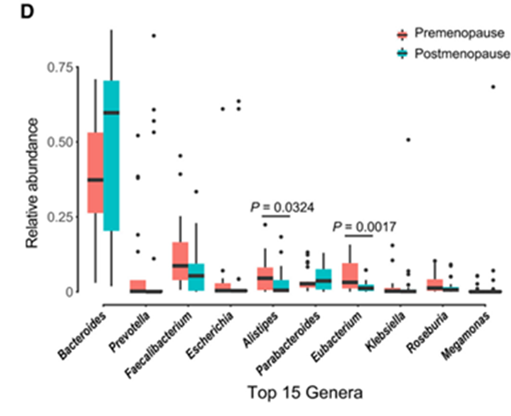 D
Premenopause
Postmenopause
Relative abundance
0.75
0.50
0.25
0
P = 0.0324
P = 0.0017
Bacteroides
Prevotella
Faecalibacterium
Escherichia
Alistipes
Parabacteroides
Eubacterium
Klebsiella
Roseburia
Megamonas
Top 15 Genera